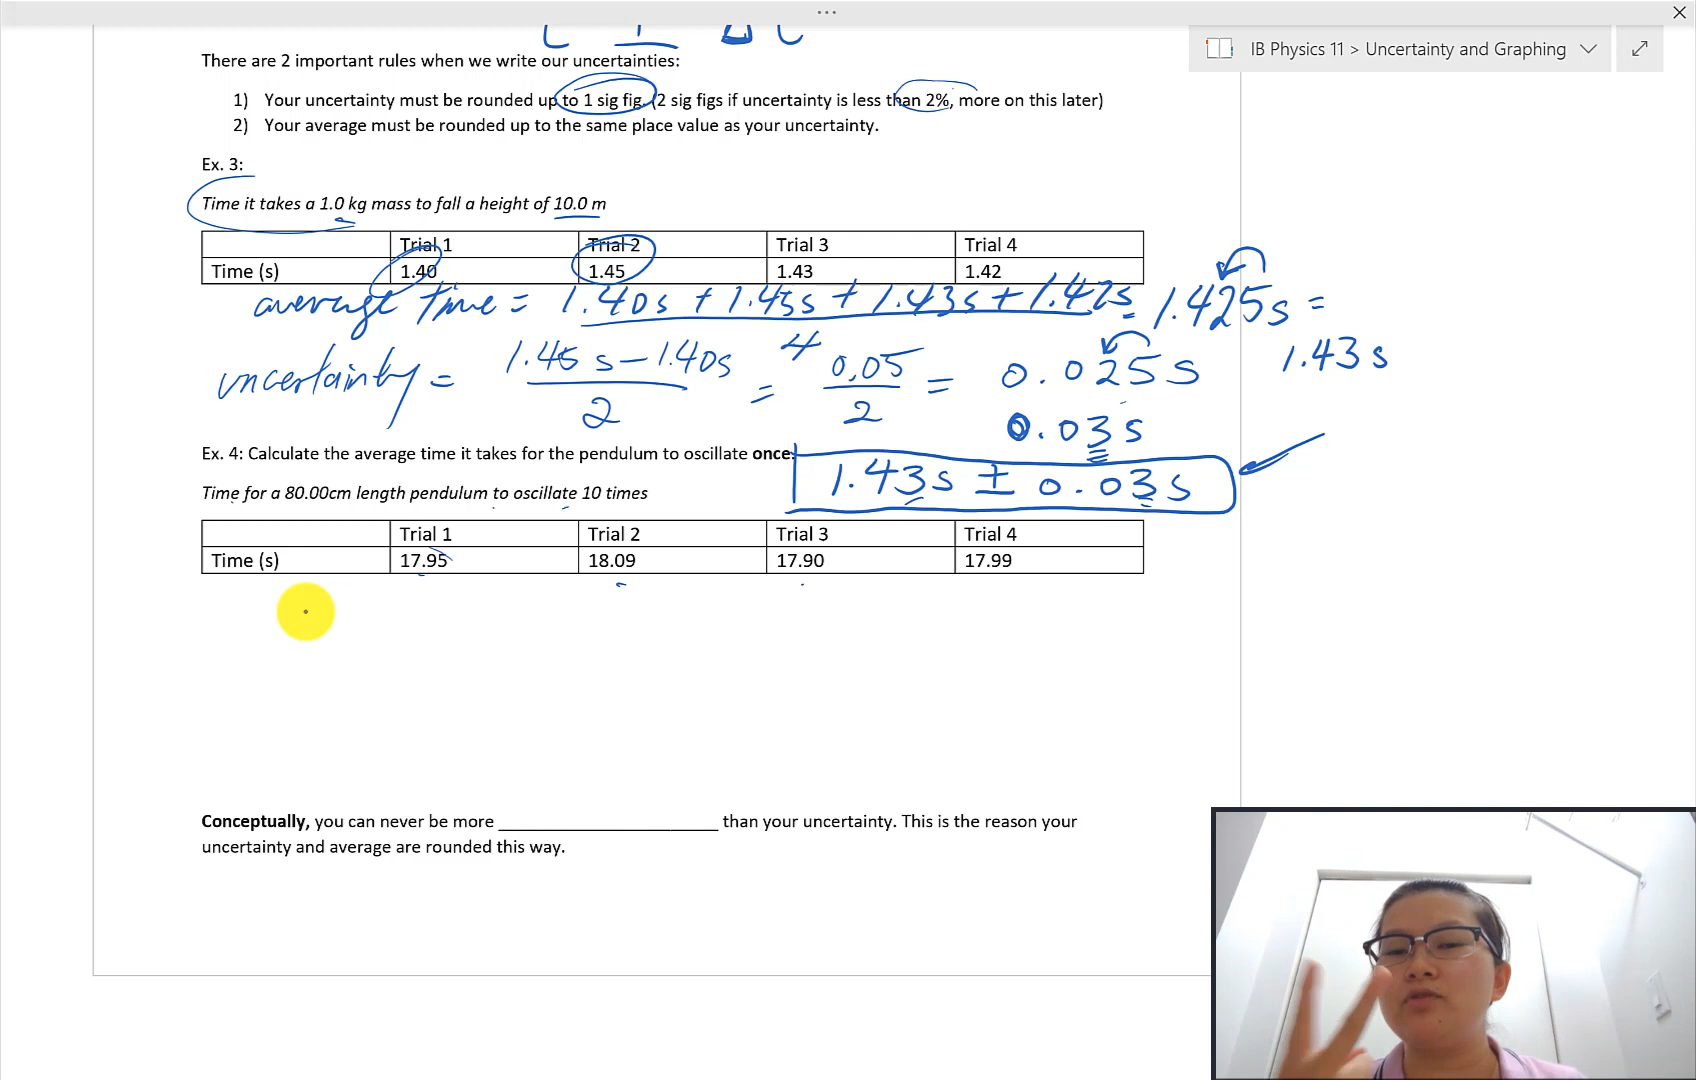 IB Physics 11 > Uncertainty and Graphing
There are 2 important rules when we write our uncertainties:
1) Your uncertainty must be rounded up to 1 sig fig. (2 sig figs if uncertainty is less than 2%, more on this later)
2) Your average must be rounded up to the same place value as your uncertainty.
Ex. 3:
Time it takes a 1.0 kg mass to fall a height of 10.0 m
Trial 1 Trial 2 Trial 3 Trial 4
Time (s) 1.40 1.45 1.43 1.42
average time = 1.40s + 1.45s + 1.43s + 1.42s = 1.425s =
4
1.43 s
uncertainty = 1.45 s - 1.40s = 0.05 = 0.025 s
2 2
0.03 s
Ex. 4: Calculate the average time it takes for the pendulum to oscillate once.
1.43s ± 0.03s
Time for a 80.00cm length pendulum to oscillate 10 times
Trial 1 Trial 2 Trial 3 Trial 4
Time (s) 17.95 18.09 17.90 17.99
Conceptually, you can never be more ______________________ than your uncertainty. This is the reason your
uncertainty and average are rounded this way.